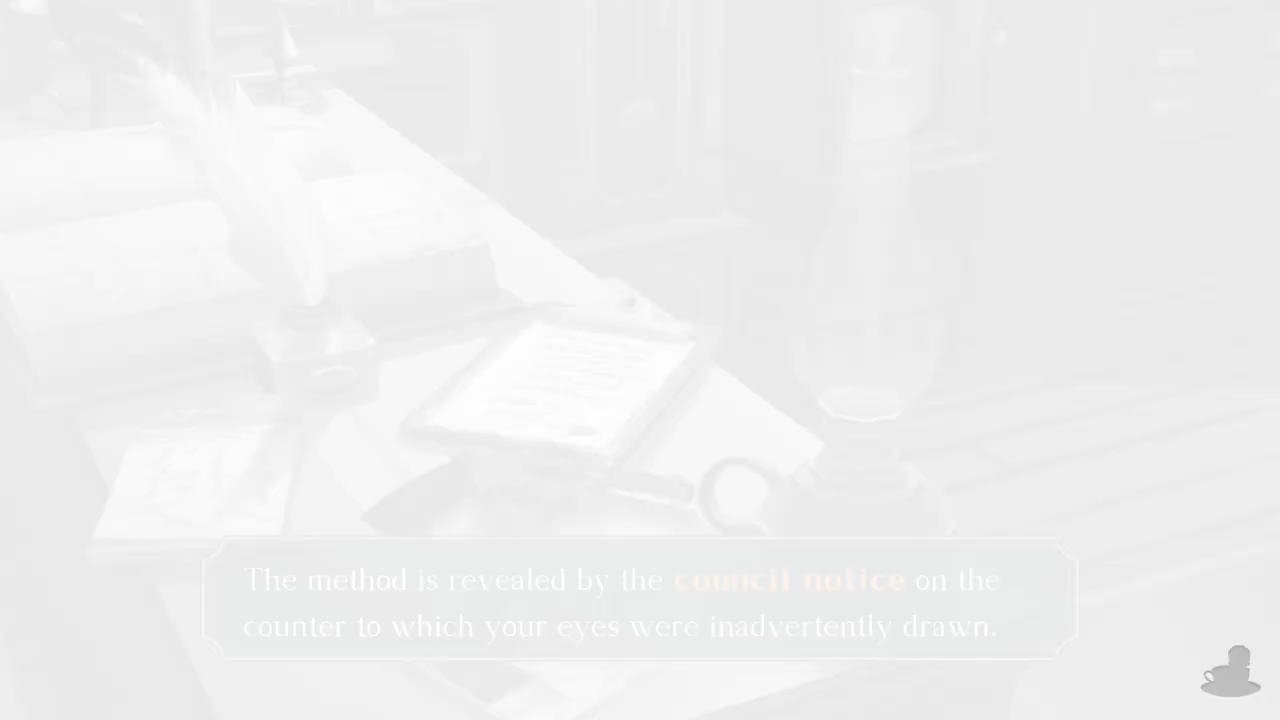 The method is revealed by the council notice on the
counter to which your eyes were inadvertently drawn.